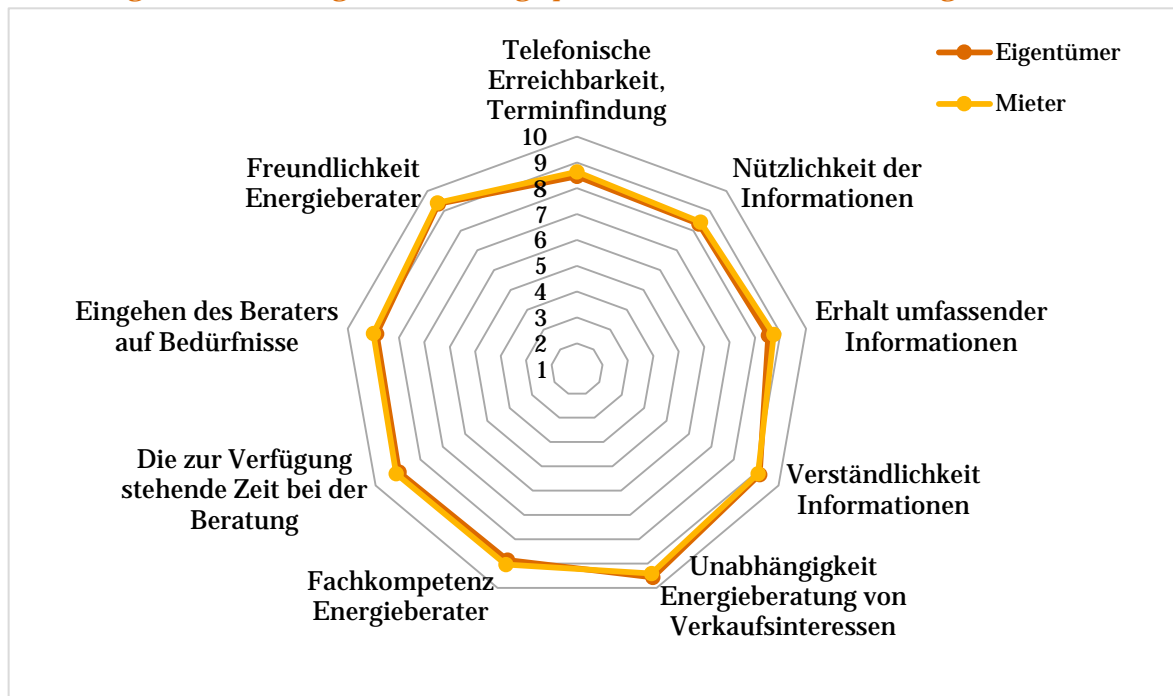 Telefonische
Erreichbarkeit,
Terminfindung
Eigentümer
Mieter
10
9
8
7
6
5
4
3
2
1
Nützlichkeit der
Informationen
Erhalt umfassender
Informationen
Verständlichkeit
Informationen
Unabhängigkeit
Energieberatung von
Verkaufsinteressen
Fachkompetenz
Energieberater
Die zur Verfügung
stehende Zeit bei der
Beratung
Eingehen des Beraters
auf Bedürfnisse
Freundlichkeit
Energieberater